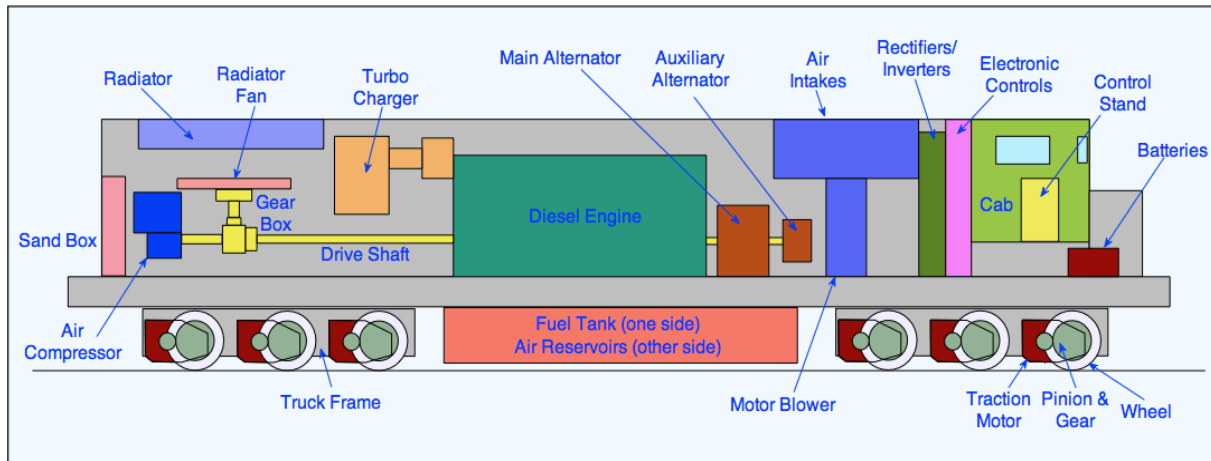 Radiator
Radiator
Fan
Turbo
Charger
Main Alternator
Auxiliary
Alternator
Air
Intakes
Rectifiers/
Inverters
Electronic
Controls
Control
Stand
Batteries
Sand Box
Gear
Box
Drive Shaft
Diesel Engine
Cab
Air
Compressor
Truck Frame
Fuel Tank (one side)
Air Reservoirs (other side)
Motor Blower
Traction
Motor
Pinion &
Gear
Wheel